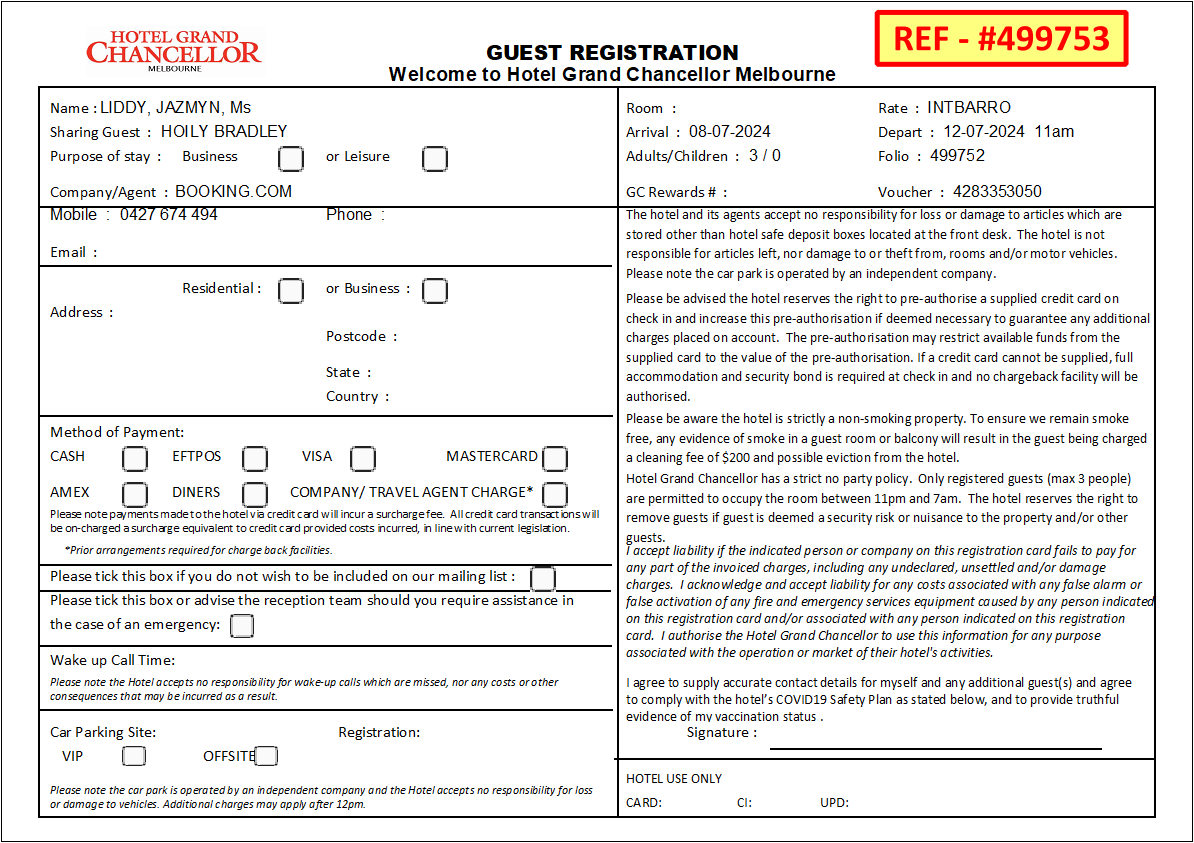 HOTEL GRAND
CHANCELLOR
MELBOURNE
GUEST REGISTRATION
Welcome to Hotel Grand Chancellor Melbourne
REF - #499753
Name : LIDDY, JAZMYN, Ms
Sharing Guest : HOILY BRADLEY
Purpose of stay : Business or Leisure
Company/Agent : BOOKING.COM
Room : Rate : INTBARRO
Arrival : 08-07-2024 Depart : 12-07-2024 11am
Adults/Children : 3 / 0 Folio : 499752
GC Rewards # : Voucher : 4283353050
Mobile : 0427 674 494 Phone :
Email :
Residential : or Business :
Address :
Postcode :
State :
Country :
Method of Payment:
CASH EFTPOS VISA MASTERCARD
AMEX DINERS COMPANY/ TRAVEL AGENT CHARGE*
Please note payments made to the hotel via credit card will incur a surcharge fee. All credit card transactions will
be on-charged a surcharge equivalent to credit card provided costs incurred, in line with current legislation.
*Prior arrangements required for charge back facilities.
Please tick this box if you do not wish to be included on our mailing list :
Please tick this box or advise the reception team should you require assistance in
the case of an emergency:
Wake up Call Time:
Please note the Hotel accepts no responsibility for wake-up calls which are missed, nor any costs or other
consequences that may be incurred as a result.
Car Parking Site: Registration:
VIP OFFSITE
Please note the car park is operated by an independent company and the Hotel accepts no responsibility for loss
or damage to vehicles. Additional charges may apply after 12pm.
The hotel and its agents accept no responsibility for loss or damage to articles which are
stored other than hotel safe deposit boxes located at the front desk. The hotel is not
responsible for articles left, nor damage to or theft from, rooms and/or motor vehicles.
Please note the car park is operated by an independent company.
Please be advised the hotel reserves the right to pre-authorise a supplied credit card on
check in and increase this pre-authorisation if deemed necessary to guarantee any additional
charges placed on account. The pre-authorisation may restrict available funds from the
supplied card to the value of the pre-authorisation. If a credit card cannot be supplied, full
accommodation and security bond is required at check in and no chargeback facility will be
authorised.
Please be aware the hotel is strictly a non-smoking property. To ensure we remain smoke
free, any evidence of smoke in a guest room or balcony will result in the guest being charged
a cleaning fee of $200 and possible eviction from the hotel.
Hotel Grand Chancellor has a strict no party policy. Only registered guests (max 3 people)
are permitted to occupy the room between 11pm and 7am. The hotel reserves the right to
remove guests if guest is deemed a security risk or nuisance to the property and/or other
guests.
I accept liability if the indicated person or company on this registration card fails to pay for
any part of the invoiced charges, including any undeclared, unsettled and/or damage
charges. I acknowledge and accept liability for any costs associated with any false alarm or
false activation of any fire and emergency services equipment caused by any person indicated
on this registration card and/or associated with any person indicated on this registration
card. I authorise the Hotel Grand Chancellor to use this information for any purpose
associated with the operation or market of their hotel's activities.
I agree to supply accurate contact details for myself and any additional guest(s) and agree
to comply with the hotel's COVID19 Safety Plan as stated below, and to provide truthful
evidence of my vaccination status .
Signature :
HOTEL USE ONLY
CARD: CI: UPD: